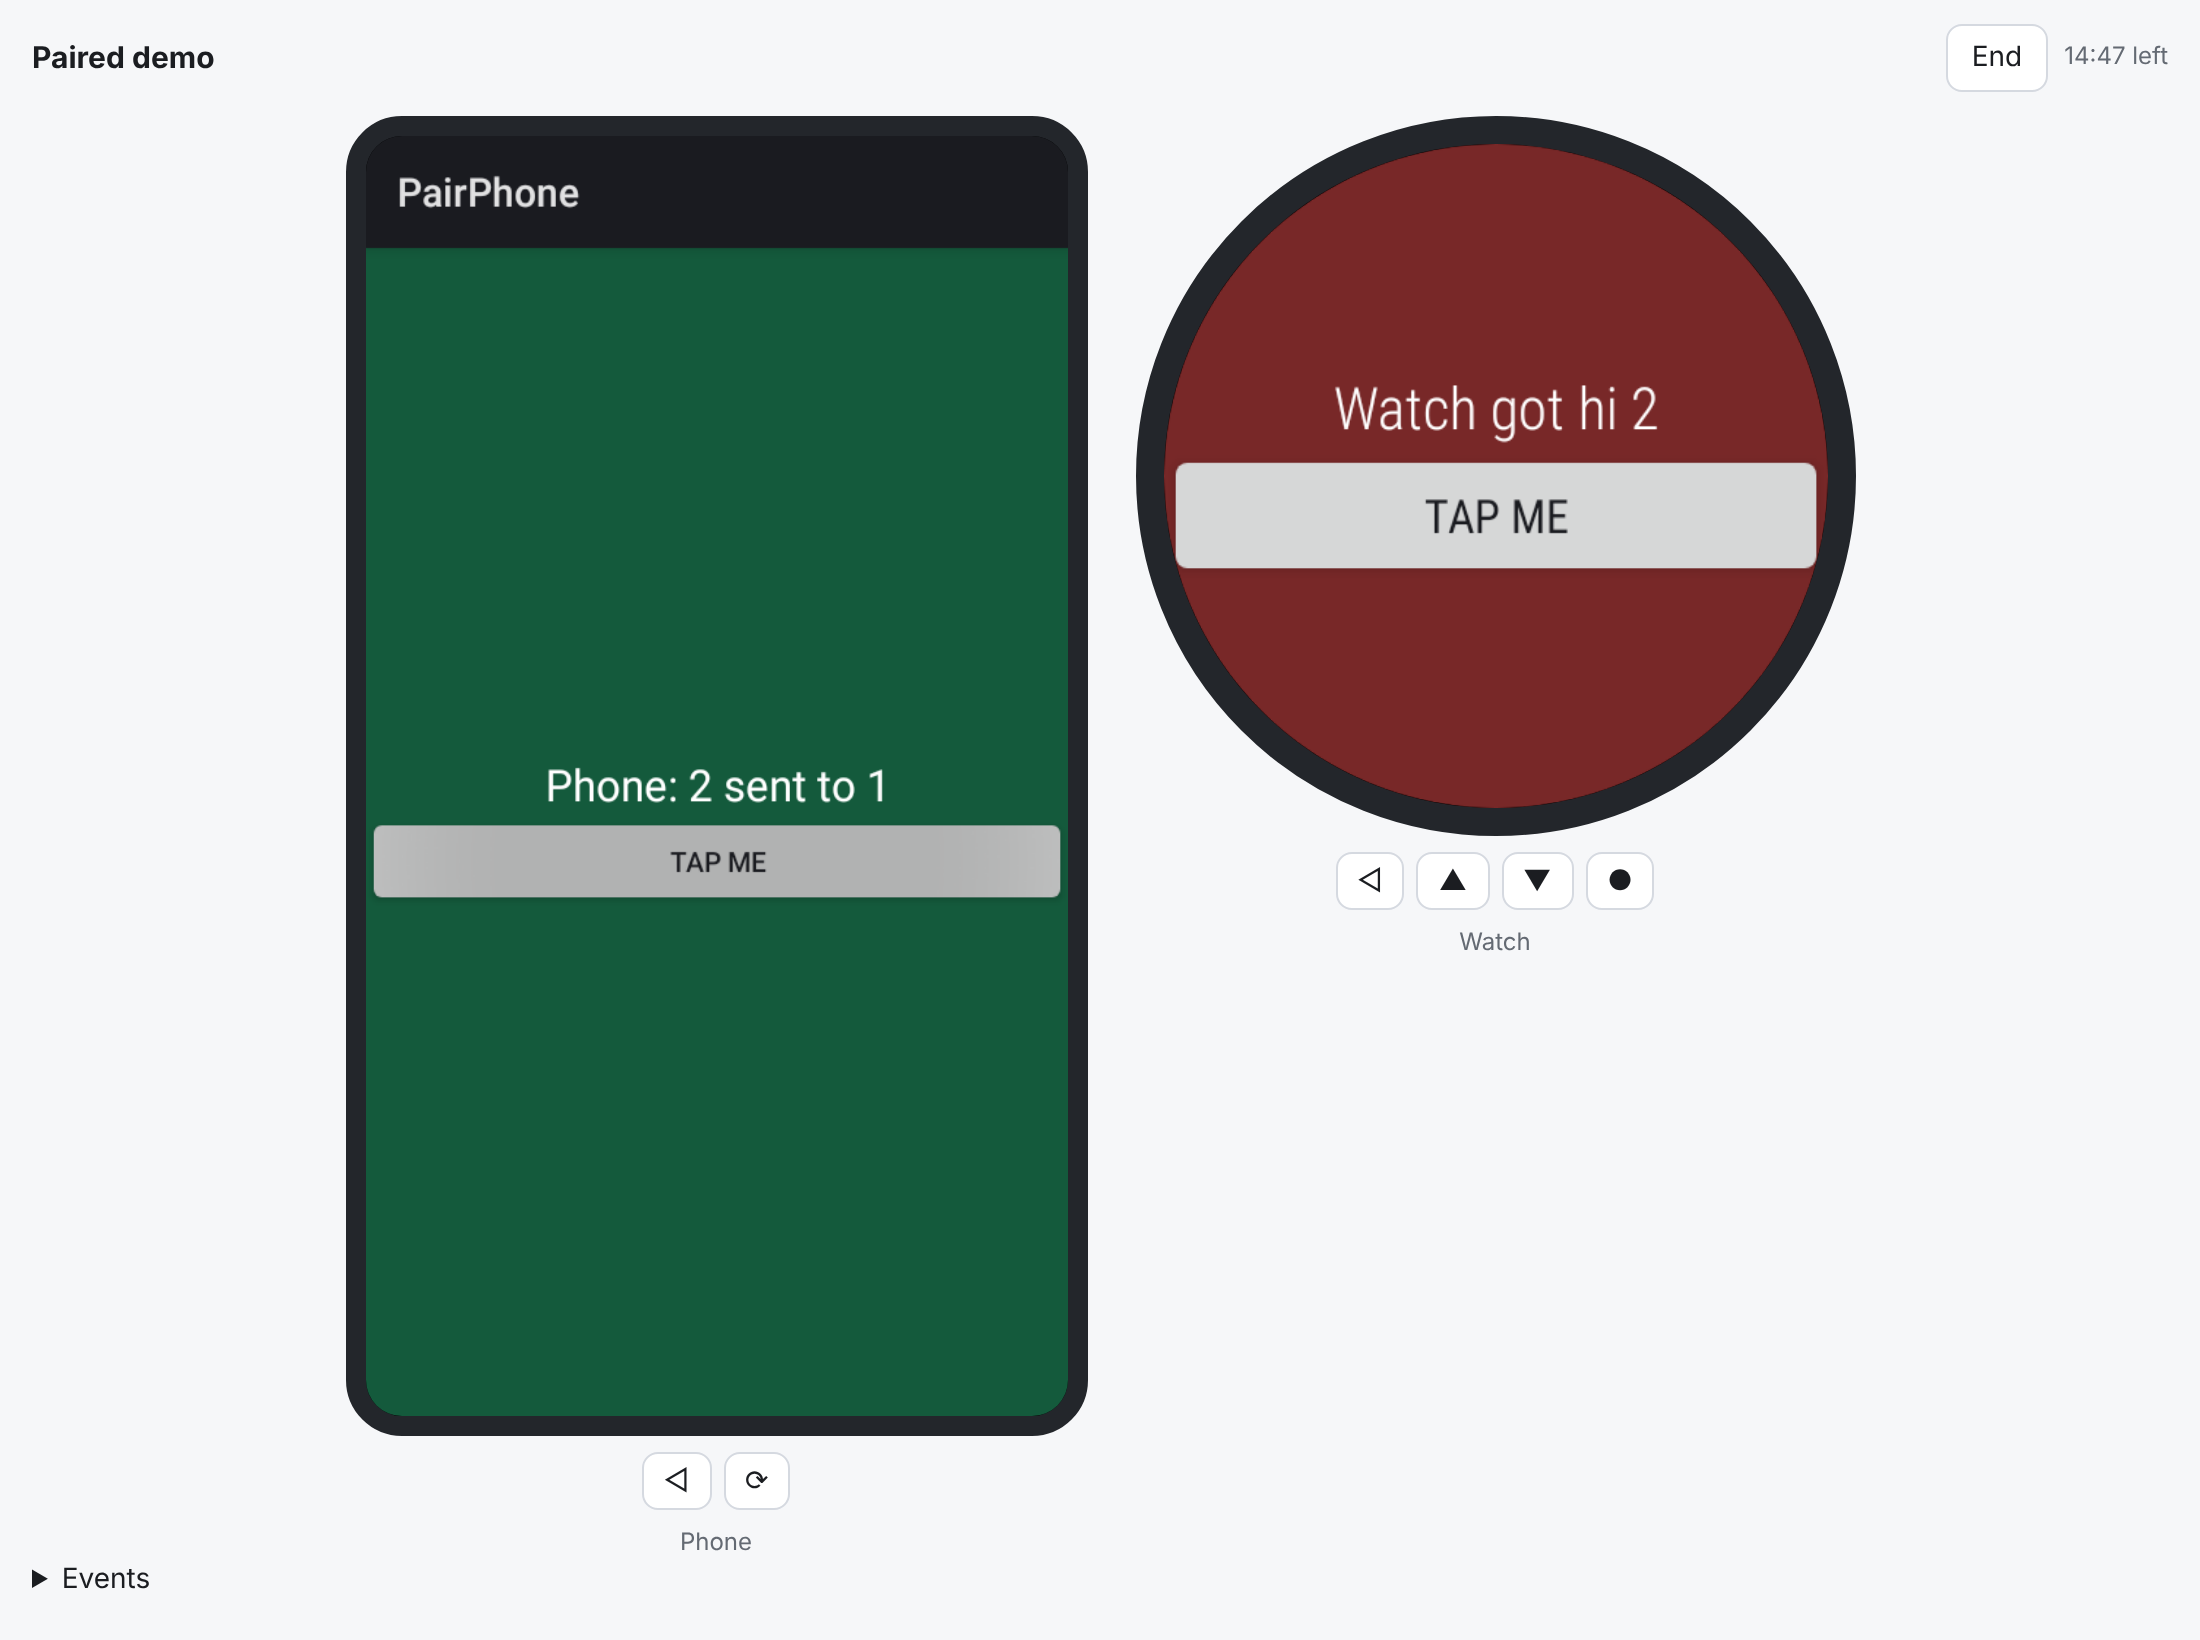 Paired demo
End
14:47 left
PairPhone
Phone: 2 sent to 1
TAP ME
Phone
Watch got hi 2
TAP ME
Watch
Events